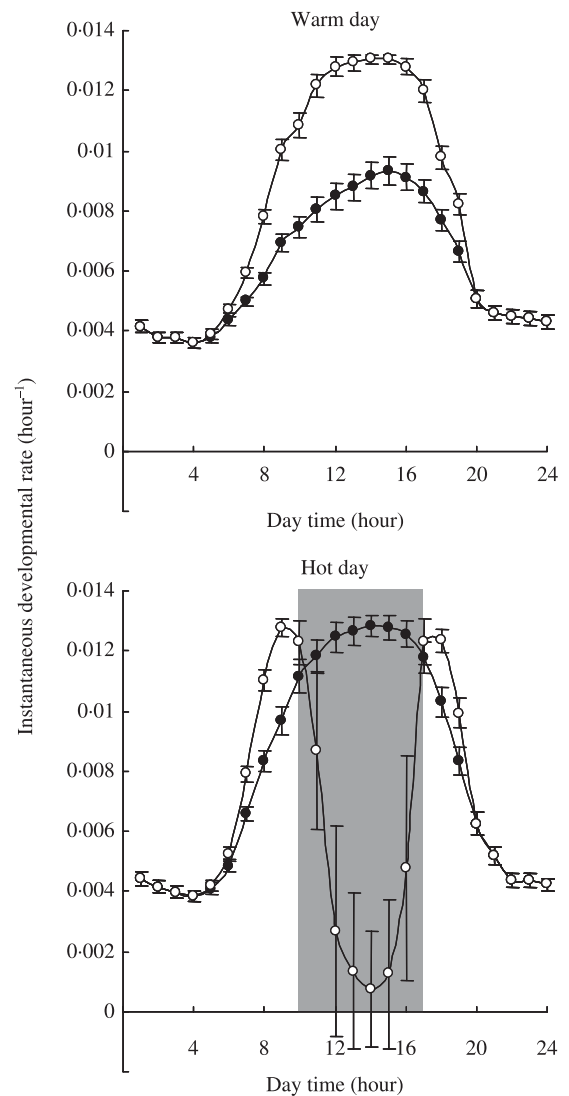 Warm day
0·014
0·012
0·01
0·008
0·006
0·004
0·002
0
4 8 12 16 20 24
Day time (hour)
Instantaneous developmental rate (hour⁻¹)
Hot day
0·014
0·012
0·01
0·008
0·006
0·004
0·002
0
4 8 12 16 20 24
Day time (hour)